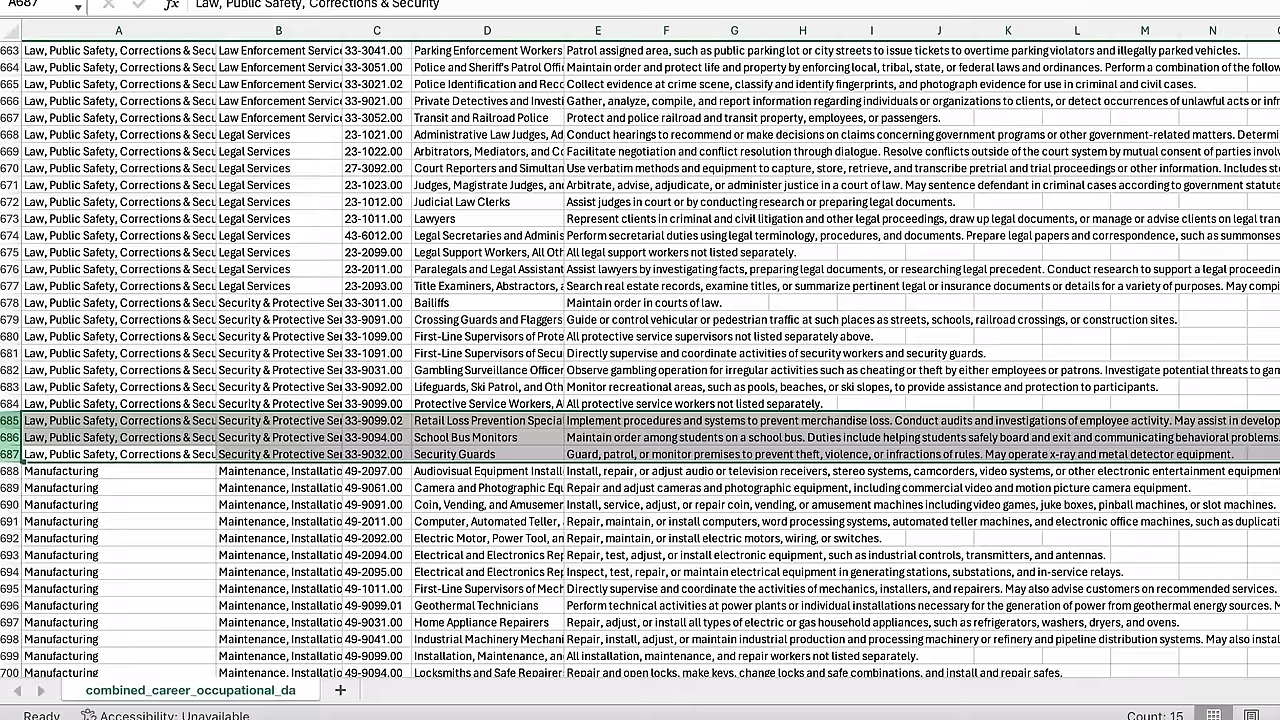 A687 fx Law, Public Safety, Corrections & Security
A B C D E F G H I J K L M N
663 Law, Public Safety, Corrections & Secu Law Enforcement Service 33-3041.00 Parking Enforcement Workers Patrol assigned area, such as public parking lot or city streets to issue tickets to overtime parking violators and illegally parked vehicles.
664 Law, Public Safety, Corrections & Secu Law Enforcement Service 33-3051.00 Police and Sheriff's Patrol Offi Maintain order and protect life and property by enforcing local, tribal, state, or federal laws and ordinances. Perform a combination of the follow
665 Law, Public Safety, Corrections & Secu Law Enforcement Service 33-3021.02 Police Identification and Reco Collect evidence at crime scene, classify and identify fingerprints, and photograph evidence for use in criminal and civil cases.
666 Law, Public Safety, Corrections & Secu Law Enforcement Service 33-9021.00 Private Detectives and Investi Gather, analyze, compile, and report information regarding individuals or organizations to clients, or detect occurrences of unlawful acts or infr
667 Law, Public Safety, Corrections & Secu Law Enforcement Service 33-3052.00 Transit and Railroad Police Protect and police railroad and transit property, employees, or passengers.
668 Law, Public Safety, Corrections & Secu Legal Services 23-1021.00 Administrative Law Judges, Ad Conduct hearings to recommend or make decisions on claims concerning government programs or other government-related matters. Determi
669 Law, Public Safety, Corrections & Secu Legal Services 23-1022.00 Arbitrators, Mediators, and Co Facilitate negotiation and conflict resolution through dialogue. Resolve conflicts outside of the court system by mutual consent of parties involv
670 Law, Public Safety, Corrections & Secu Legal Services 27-3092.00 Court Reporters and Simultan Use verbatim methods and equipment to capture, store, retrieve, and transcribe pretrial and trial proceedings or other information. Includes ste
671 Law, Public Safety, Corrections & Secu Legal Services 23-1023.00 Judges, Magistrate Judges, and Arbitrate, advise, adjudicate, or administer justice in a court of law. May sentence defendant in criminal cases according to government statute
672 Law, Public Safety, Corrections & Secu Legal Services 23-1012.00 Judicial Law Clerks Assist judges in court or by conducting research or preparing legal documents.
673 Law, Public Safety, Corrections & Secu Legal Services 23-1011.00 Lawyers Represent clients in criminal and civil litigation and other legal proceedings, draw up legal documents, or manage or advise clients on legal tran
674 Law, Public Safety, Corrections & Secu Legal Services 43-6012.00 Legal Secretaries and Adminis Perform secretarial duties using legal terminology, procedures, and documents. Prepare legal papers and correspondence, such as summonses
675 Law, Public Safety, Corrections & Secu Legal Services 23-2099.00 Legal Support Workers, All Oth All legal support workers not listed separately.
676 Law, Public Safety, Corrections & Secu Legal Services 23-2011.00 Paralegals and Legal Assistant Assist lawyers by investigating facts, preparing legal documents, or researching legal precedent. Conduct research to support a legal proceedin
677 Law, Public Safety, Corrections & Secu Legal Services 23-2093.00 Title Examiners, Abstractors, a Search real estate records, examine titles, or summarize pertinent legal or insurance documents or details for a variety of purposes. May compi
678 Law, Public Safety, Corrections & Secu Security & Protective Ser 33-3011.00 Bailiffs Maintain order in courts of law.
679 Law, Public Safety, Corrections & Secu Security & Protective Ser 33-9091.00 Crossing Guards and Flaggers Guide or control vehicular or pedestrian traffic at such places as streets, schools, railroad crossings, or construction sites.
680 Law, Public Safety, Corrections & Secu Security & Protective Ser 33-1099.00 First-Line Supervisors of Prote All protective service supervisors not listed separately above.
681 Law, Public Safety, Corrections & Secu Security & Protective Ser 33-1091.00 First-Line Supervisors of Secu Directly supervise and coordinate activities of security workers and security guards.
682 Law, Public Safety, Corrections & Secu Security & Protective Ser 33-9031.00 Gambling Surveillance Officer Observe gambling operation for irregular activities such as cheating or theft by either employees or patrons. Investigate potential threats to gam
683 Law, Public Safety, Corrections & Secu Security & Protective Ser 33-9092.00 Lifeguards, Ski Patrol, and Oth Monitor recreational areas, such as pools, beaches, or ski slopes, to provide assistance and protection to participants.
684 Law, Public Safety, Corrections & Secu Security & Protective Ser 33-9099.00 Protective Service Workers, A All protective service workers not listed separately.
685 Law, Public Safety, Corrections & Secu Security & Protective Ser 33-9099.02 Retail Loss Prevention Specia Implement procedures and systems to prevent merchandise loss. Conduct audits and investigations of employee activity. May assist in develop
686 Law, Public Safety, Corrections & Secu Security & Protective Ser 33-9094.00 School Bus Monitors Maintain order among students on a school bus. Duties include helping students safely board and exit and communicating behavioral problems
687 Law, Public Safety, Corrections & Secu Security & Protective Ser 33-9032.00 Security Guards Guard, patrol, or monitor premises to prevent theft, violence, or infractions of rules. May operate x-ray and metal detector equipment.
688 Manufacturing Maintenance, Installatio 49-2097.00 Audiovisual Equipment Install Install, repair, or adjust audio or television receivers, stereo systems, camcorders, video systems, or other electronic entertainment equipment
689 Manufacturing Maintenance, Installatio 49-9061.00 Camera and Photographic Equ Repair and adjust cameras and photographic equipment, including commercial video and motion picture camera equipment.
690 Manufacturing Maintenance, Installatio 49-9091.00 Coin, Vending, and Amusemen Install, service, adjust, or repair coin, vending, or amusement machines including video games, juke boxes, pinball machines, or slot machines.
691 Manufacturing Maintenance, Installatio 49-2011.00 Computer, Automated Teller, Repair, maintain, or install computers, word processing systems, automated teller machines, and electronic office machines, such as duplicati
692 Manufacturing Maintenance, Installatio 49-2092.00 Electric Motor, Power Tool, an Repair, maintain, or install electric motors, wiring, or switches.
693 Manufacturing Maintenance, Installatio 49-2094.00 Electrical and Electronics Rep Repair, test, adjust, or install electronic equipment, such as industrial controls, transmitters, and antennas.
694 Manufacturing Maintenance, Installatio 49-2095.00 Electrical and Electronics Rep Inspect, test, repair, or maintain electrical equipment in generating stations, substations, and in-service relays.
695 Manufacturing Maintenance, Installatio 49-1011.00 First-Line Supervisors of Mech Directly supervise and coordinate the activities of mechanics, installers, and repairers. May also advise customers on recommended services.
696 Manufacturing Maintenance, Installatio 49-9099.01 Geothermal Technicians Perform technical activities at power plants or individual installations necessary for the generation of power from geothermal energy sources. M
697 Manufacturing Maintenance, Installatio 49-9031.00 Home Appliance Repairers Repair, adjust, or install all types of electric or gas household appliances, such as refrigerators, washers, dryers, and ovens.
698 Manufacturing Maintenance, Installatio 49-9041.00 Industrial Machinery Mechani Repair, install, adjust, or maintain industrial production and processing machinery or refinery and pipeline distribution systems. May also instal
699 Manufacturing Maintenance, Installatio 49-9099.00 Installation, Maintenance, and All installation, maintenance, and repair workers not listed separately.
700 Manufacturing Maintenance, Installatio 49-9094.00 Locksmiths and Safe Repairers Repair and open locks, make keys, change locks and safe combinations, and install and repair safes.
combined_career_occupational_da +
Ready Accessibility: Unavailable Count: 15